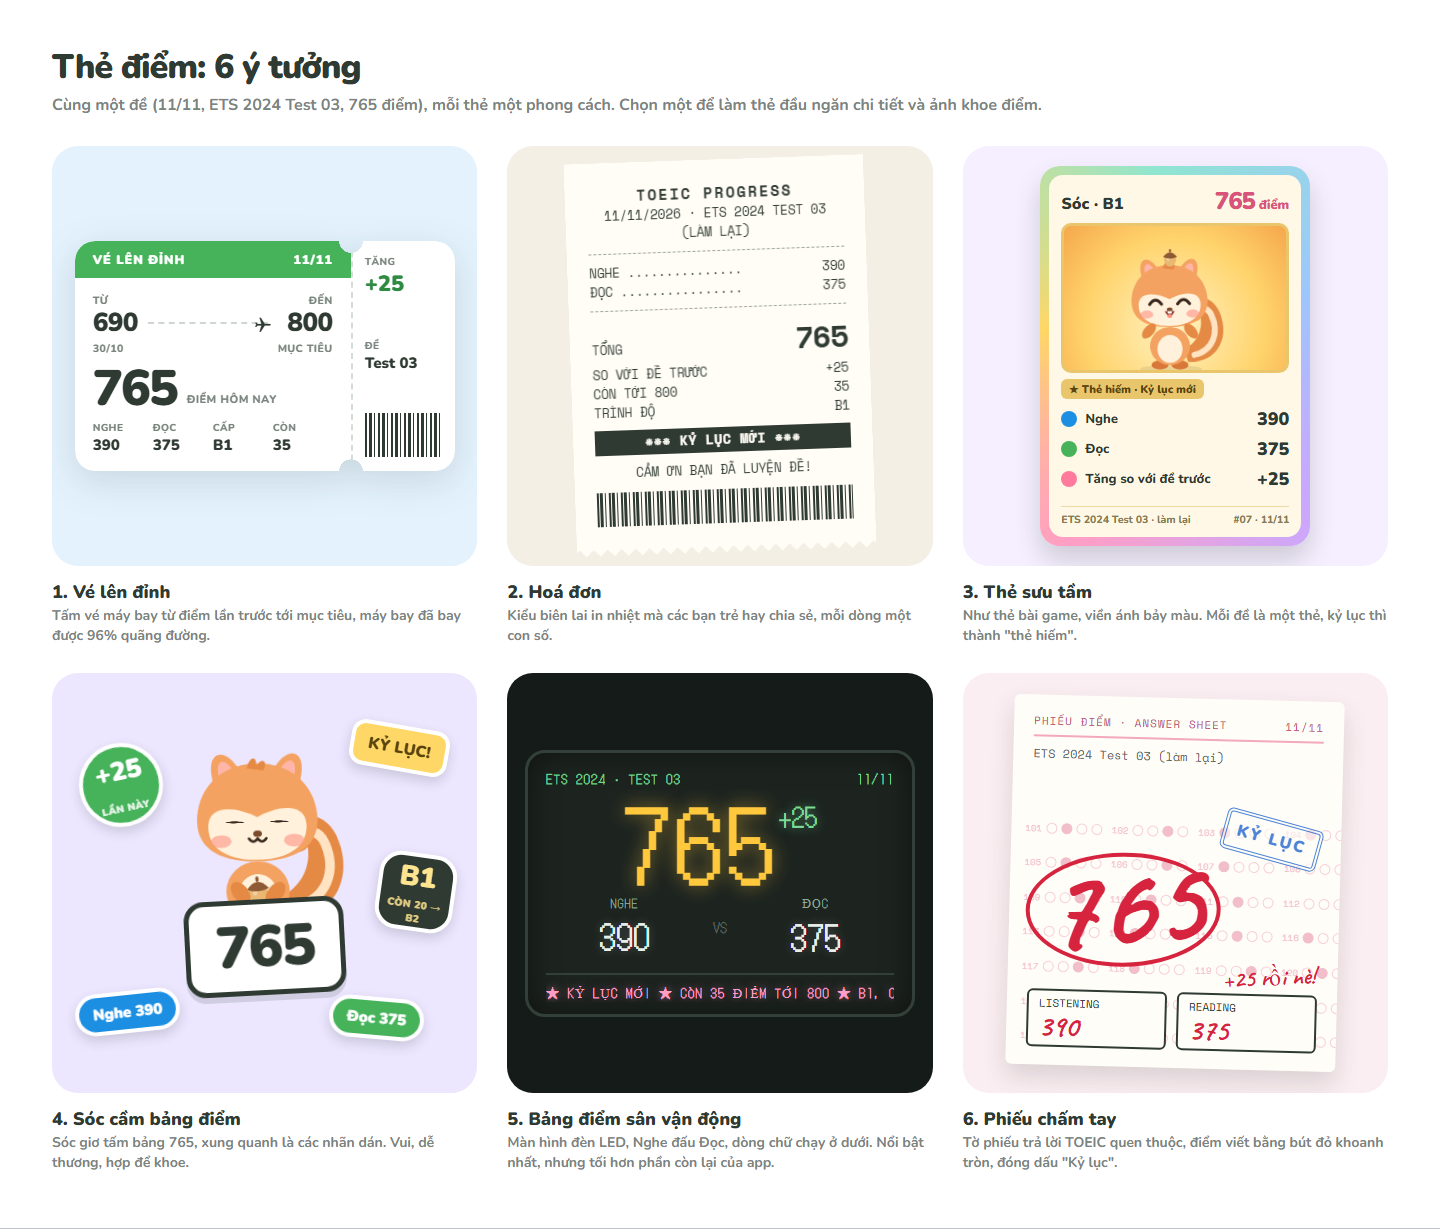 Thẻ điểm: 6 ý tưởng
Cùng một đề (11/11, ETS 2024 Test 03, 765 điểm), mỗi thẻ một phong cách. Chọn một để làm thẻ đầu ngăn chi tiết và ảnh khoe điểm.
VÉ LÊN ĐỈNH 11/11
TỪ ĐẾN
690 800
30/10 MỤC TIÊU
765 ĐIỂM HÔM NAY
NGHE ĐỌC CẤP CÒN
390 375 B1 35
TĂNG
+25
ĐỀ
Test 03
1. Vé lên đỉnh
Tấm vé máy bay từ điểm lần trước tới mục tiêu, máy bay đã bay
được 96% quãng đường.
TOEIC PROGRESS
11/11/2026 · ETS 2024 TEST 03
(LÀM LẠI)
NGHE ............... 390
ĐỌC ................ 375
TỔNG 765
SO VỚI ĐỀ TRƯỚC +25
CÒN TỚI 800 35
TRÌNH ĐỘ B1
*** KỶ LỤC MỚI ***
CẢM ƠN BẠN ĐÃ LUYỆN ĐỀ!
2. Hoá đơn
Kiểu biên lai in nhiệt mà các bạn trẻ hay chia sẻ, mỗi dòng một
con số.
Sóc · B1 765 điểm
★ Thẻ hiếm · Kỷ lục mới
Nghe 390
Đọc 375
Tăng so với đề trước +25
ETS 2024 Test 03 · làm lại #07 · 11/11
3. Thẻ sưu tầm
Như thẻ bài game, viền ánh bảy màu. Mỗi đề là một thẻ, kỷ lục thì
thành "thẻ hiếm".
+25
LẦN NÀY
KỶ LỤC!
B1
CÒN 20 →
B2
765
Nghe 390
Đọc 375
4. Sóc cầm bảng điểm
Sóc giơ tấm bảng 765, xung quanh là các nhãn dán. Vui, dễ
thương, hợp để khoe.
ETS 2024 · TEST 03 11/11
765 +25
NGHE VS ĐỌC
390 375
★ KỶ LỤC MỚI ★ CÒN 35 ĐIỂM TỚI 800 ★ B1, C
5. Bảng điểm sân vận động
Màn hình đèn LED, Nghe đấu Đọc, dòng chữ chạy ở dưới. Nổi bật
nhất, nhưng tối hơn phần còn lại của app.
PHIẾU ĐIỂM · ANSWER SHEET 11/11
ETS 2024 Test 03 (làm lại)
101 102 103
KỶ LỤC
105 106 107
765
112
116
117 118 119
+25 rồi nè!
LISTENING
390
READING
375
6. Phiếu chấm tay
Tờ phiếu trả lời TOEIC quen thuộc, điểm viết bằng bút đỏ khoanh
tròn, đóng dấu "Kỷ lục".